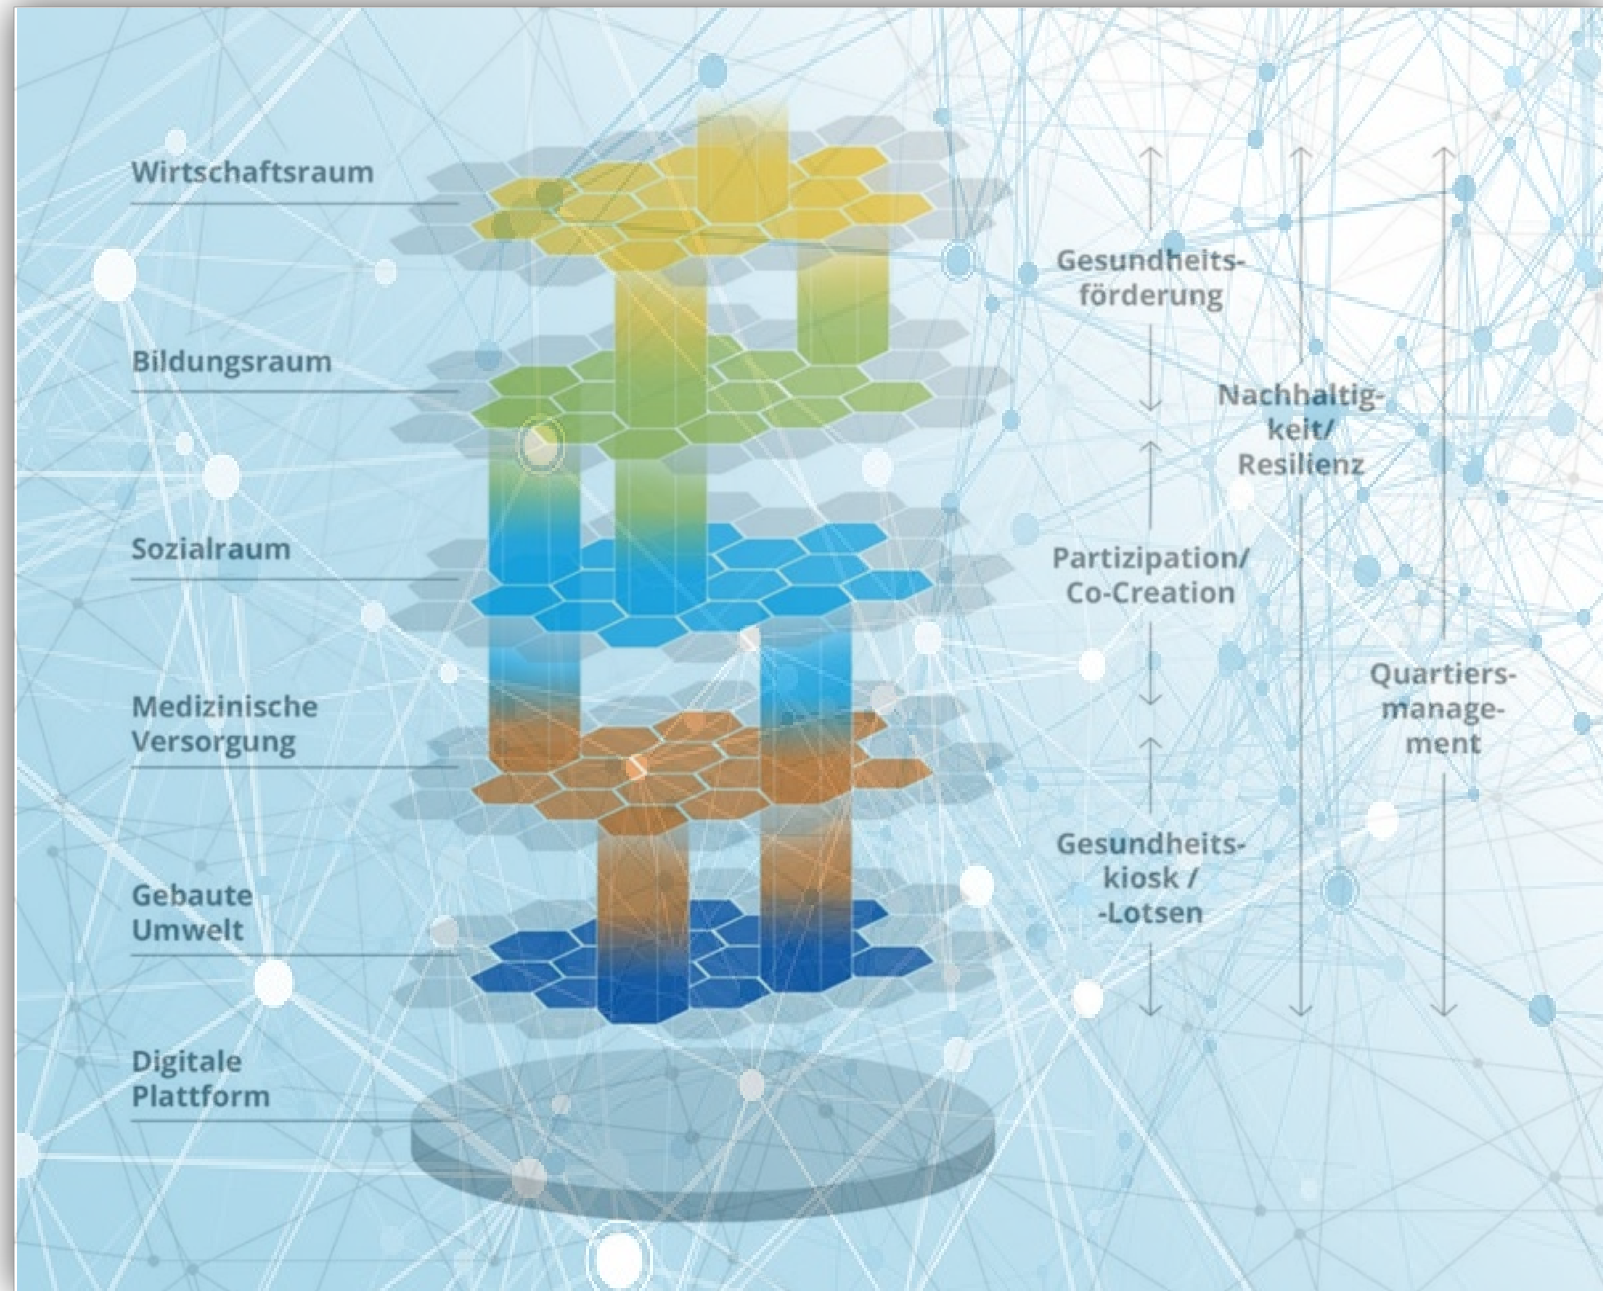 Wirtschaftsraum
Bildungsraum
Sozialraum
Medizinische
Versorgung
Gebaute
Umwelt
Digitale
Plattform
Gesundheits-
förderung
Partizipation/
Co-Creation
Gesundheits-
kiosk /
-Lotsen
Nachhaltig-
keit/
Resilienz
Quartiers-
manage-
ment